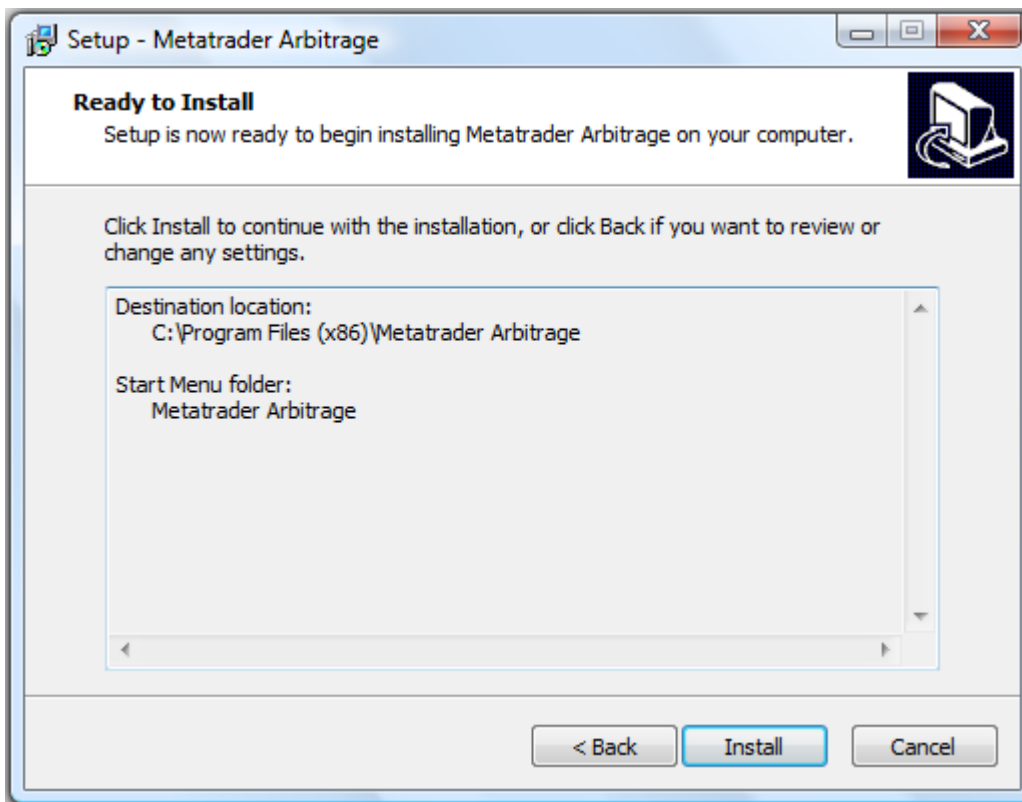 Setup - Metatrader Arbitrage
Ready to Install
Setup is now ready to begin installing Metatrader Arbitrage on your computer.
Click Install to continue with the installation, or click Back if you want to review or
change any settings.
Destination location:
C:\Program Files (x86)\Metatrader Arbitrage
Start Menu folder:
Metatrader Arbitrage
< Back
Install
Cancel